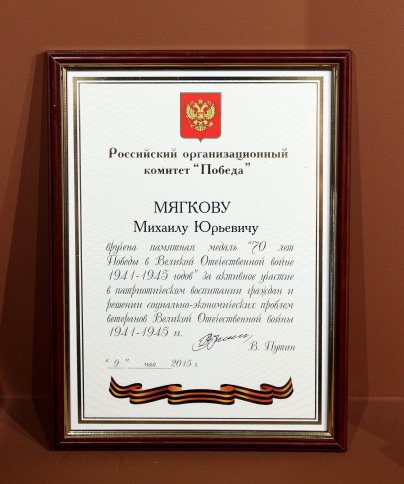 Российский организационный
комитет "Победа"
МЯГКОВУ
Михаилу Юрьевичу
вручена памятная медаль "70 лет
Победы в Великой Отечественной войне
1941-1945 годов" за активное участие
в патриотическом воспитании граждан и
решении социально-экономических проблем
ветеранов Великой Отечественной войны
1941-1945 гг.
В. Путин
"9" мая 2015 г.